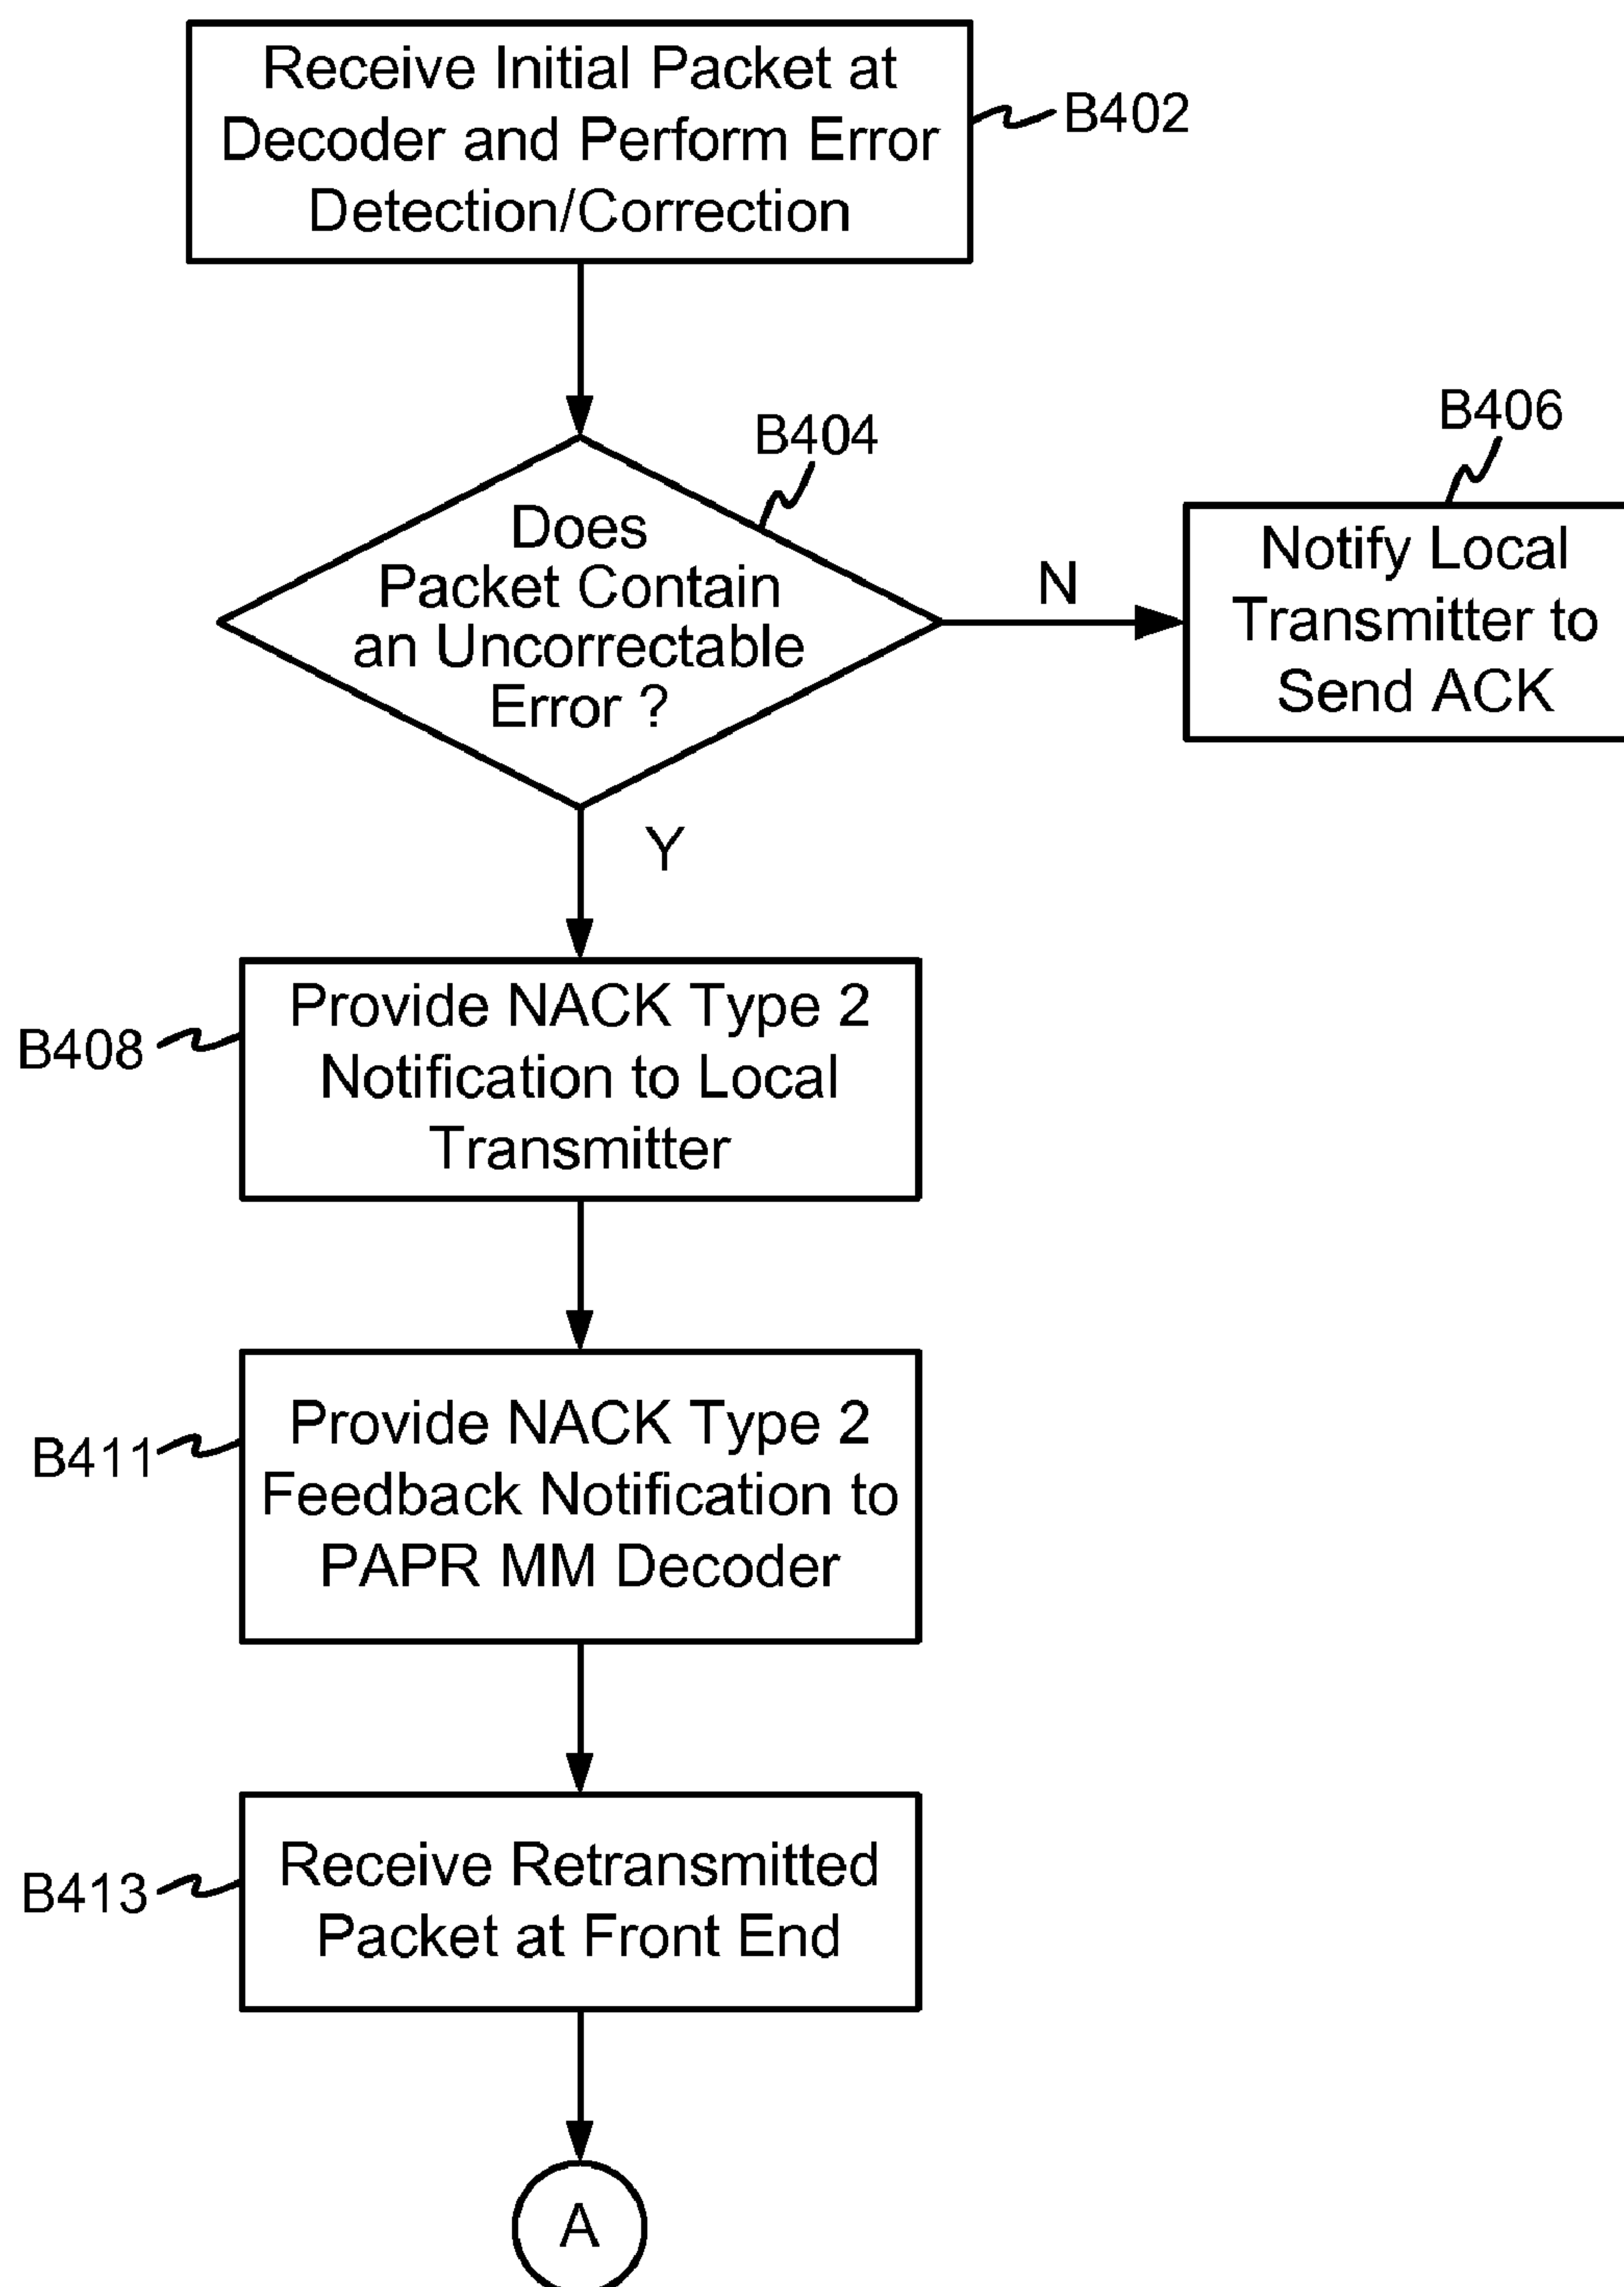 Receive Initial Packet at
Decoder and Perform Error
Detection/Correction
B402
B404
Does
Packet Contain
an Uncorrectable
Error ?
N
B406
Notify Local
Transmitter to
Send ACK
Y
B408
Provide NACK Type 2
Notification to Local
Transmitter
B411
Provide NACK Type 2
Feedback Notification to
PAPR MM Decoder
B413
Receive Retransmitted
Packet at Front End
A